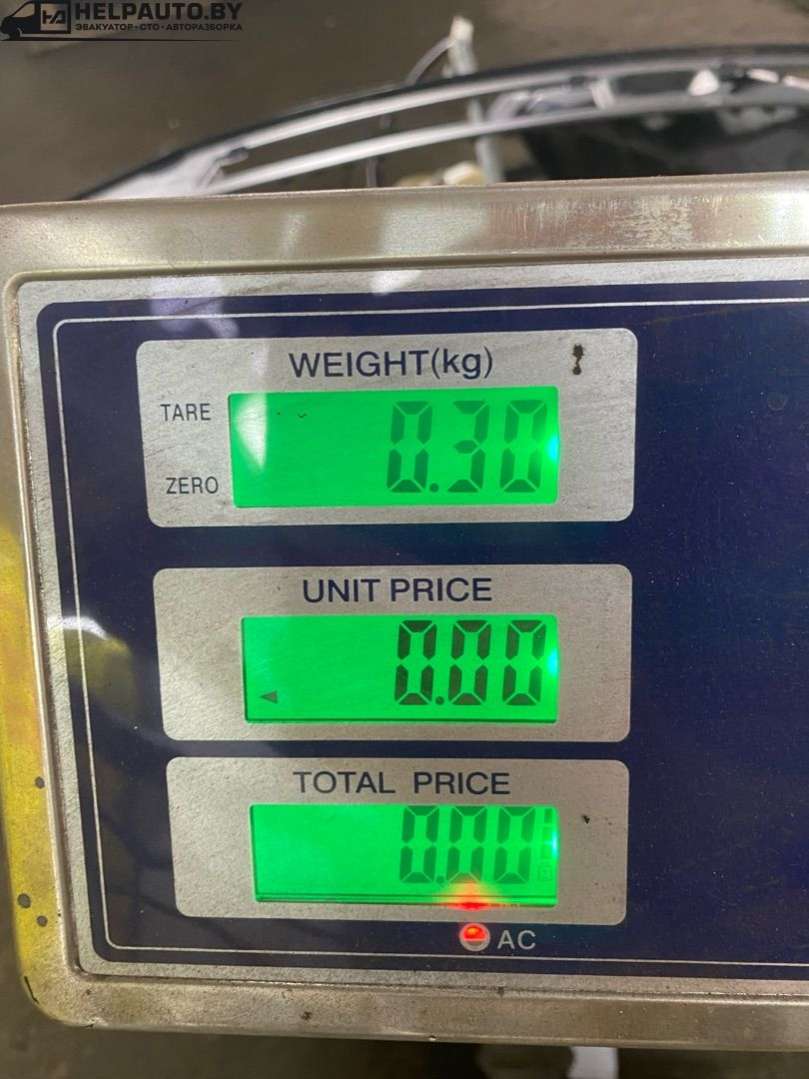 HELPAUTO.BY
ЭВАКУАТОР·СТО·АВТОРАЗБОРКА
WEIGHT(kg)
TARE
0.30
ZERO
UNIT PRICE
0.00
TOTAL PRICE
0.00
AC